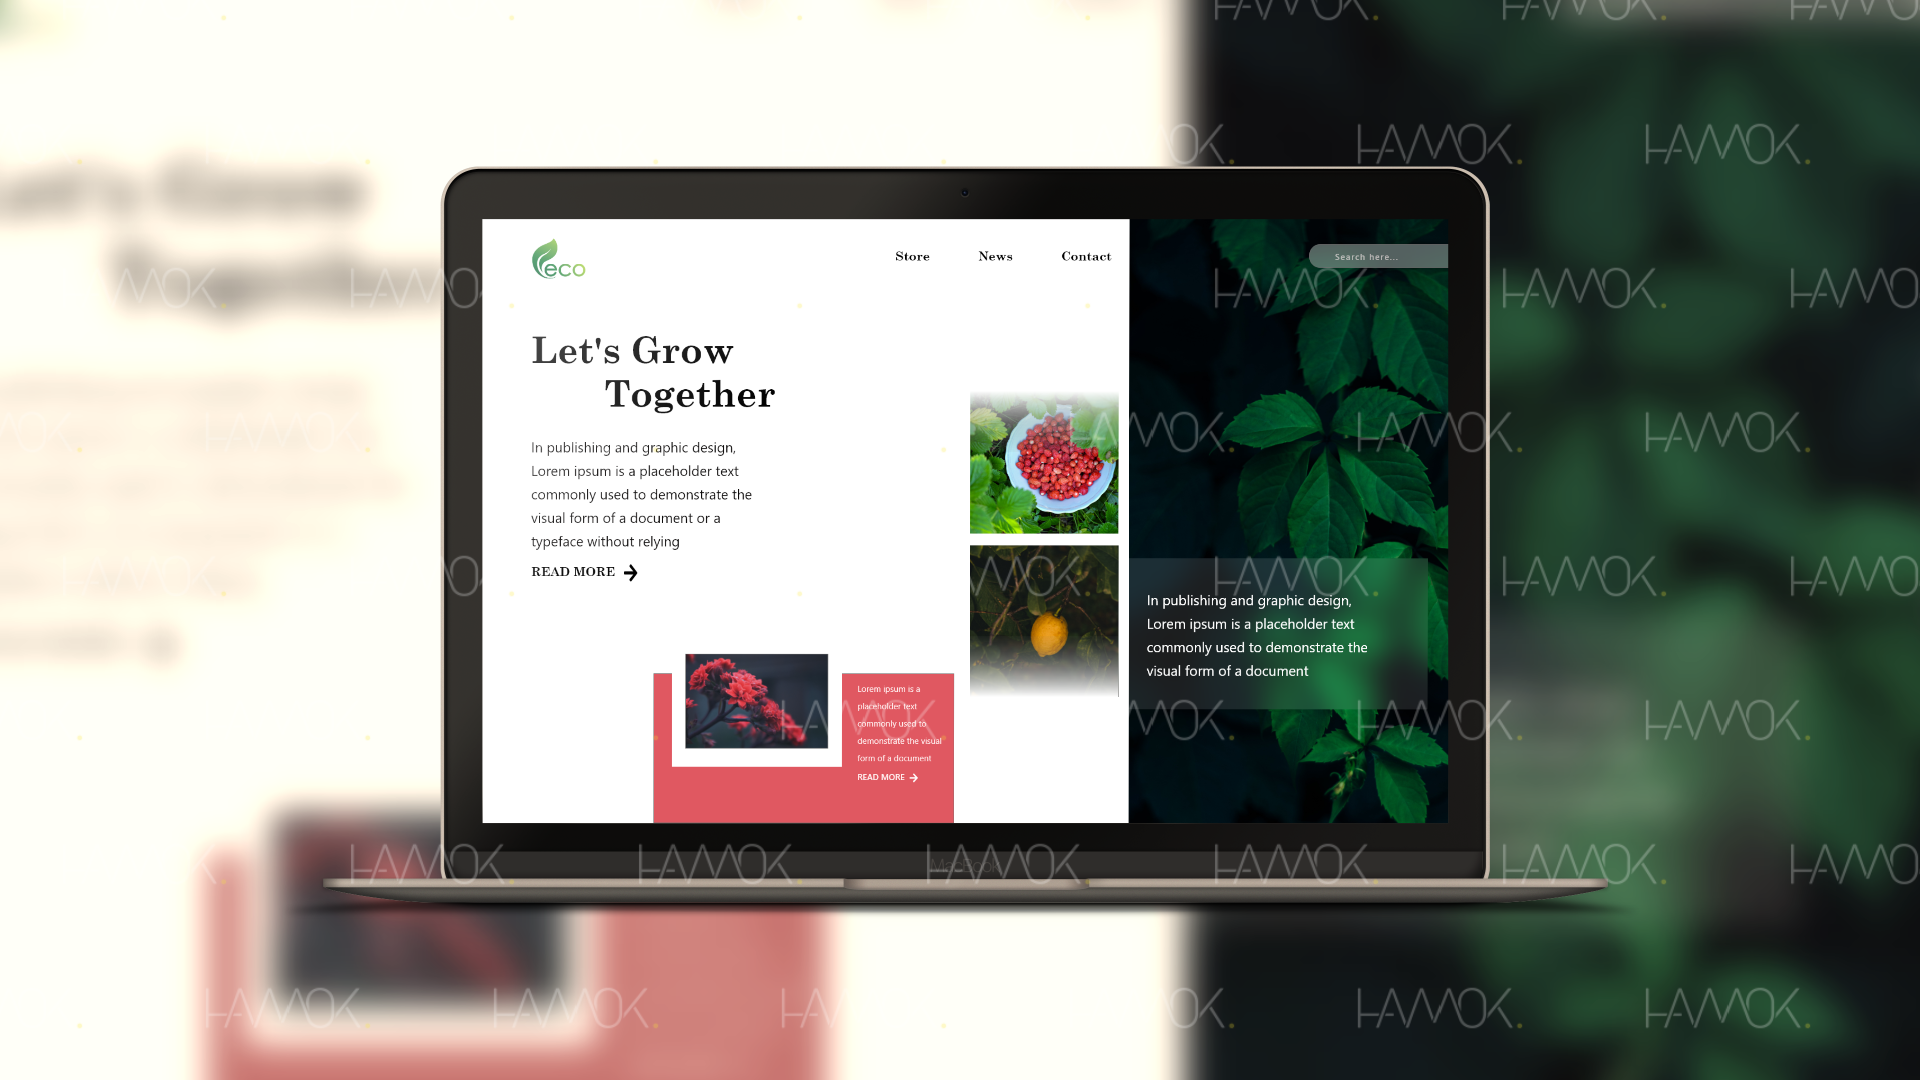 eco
Store News Contact
Search here...
Let's Grow
Together
In publishing and graphic design,
Lorem ipsum is a placeholder text
commonly used to demonstrate the
visual form of a document or a
typeface without relying
READ MORE
In publishing and graphic design,
Lorem ipsum is a placeholder text
commonly used to demonstrate the
visual form of a document
Lorem ipsum is a
placeholder text
commonly used to
demonstrate the visual
form of a document
READ MORE
MacBook